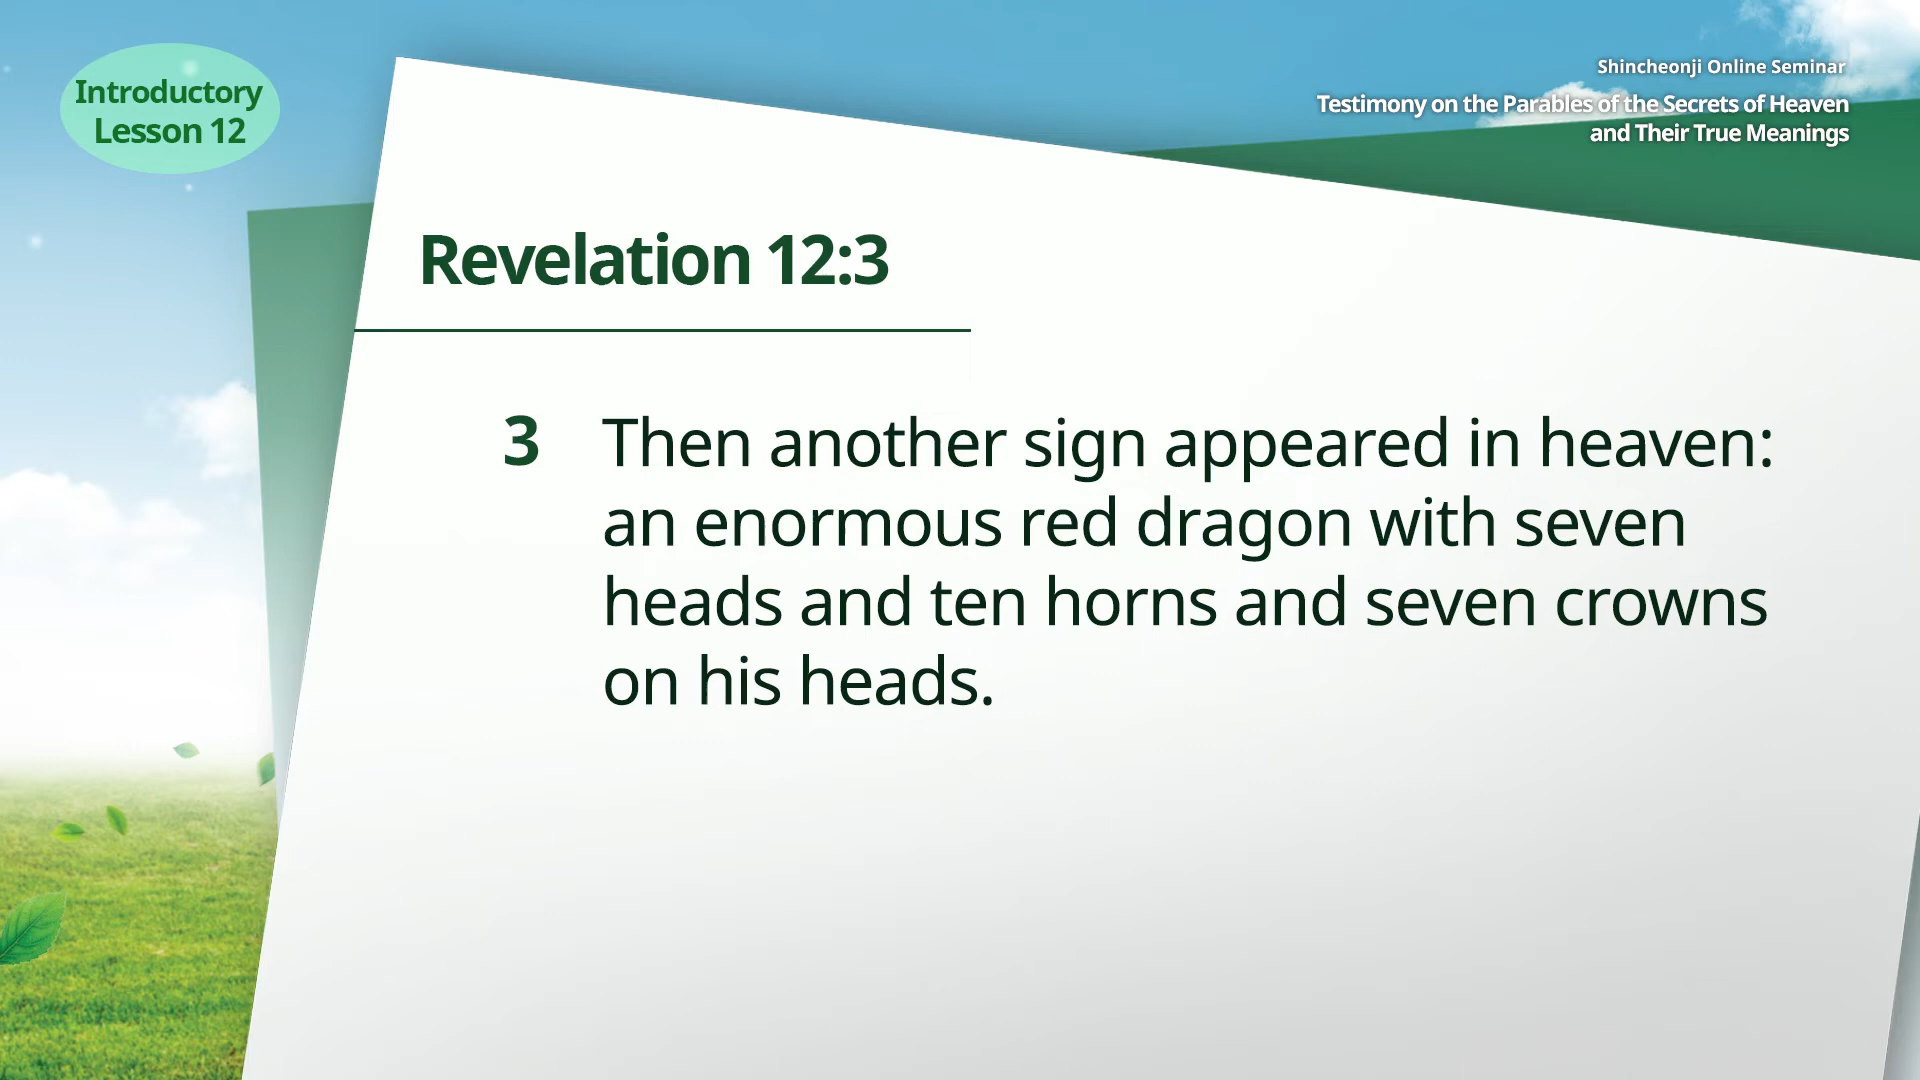 Introductory
Lesson 12
Shincheonji Online Seminar
Testimony on the Parables of the Secrets of Heaven
and Their True Meanings
Revelation 12:3
3 Then another sign appeared in heaven:
an enormous red dragon with seven
heads and ten horns and seven crowns
on his heads.